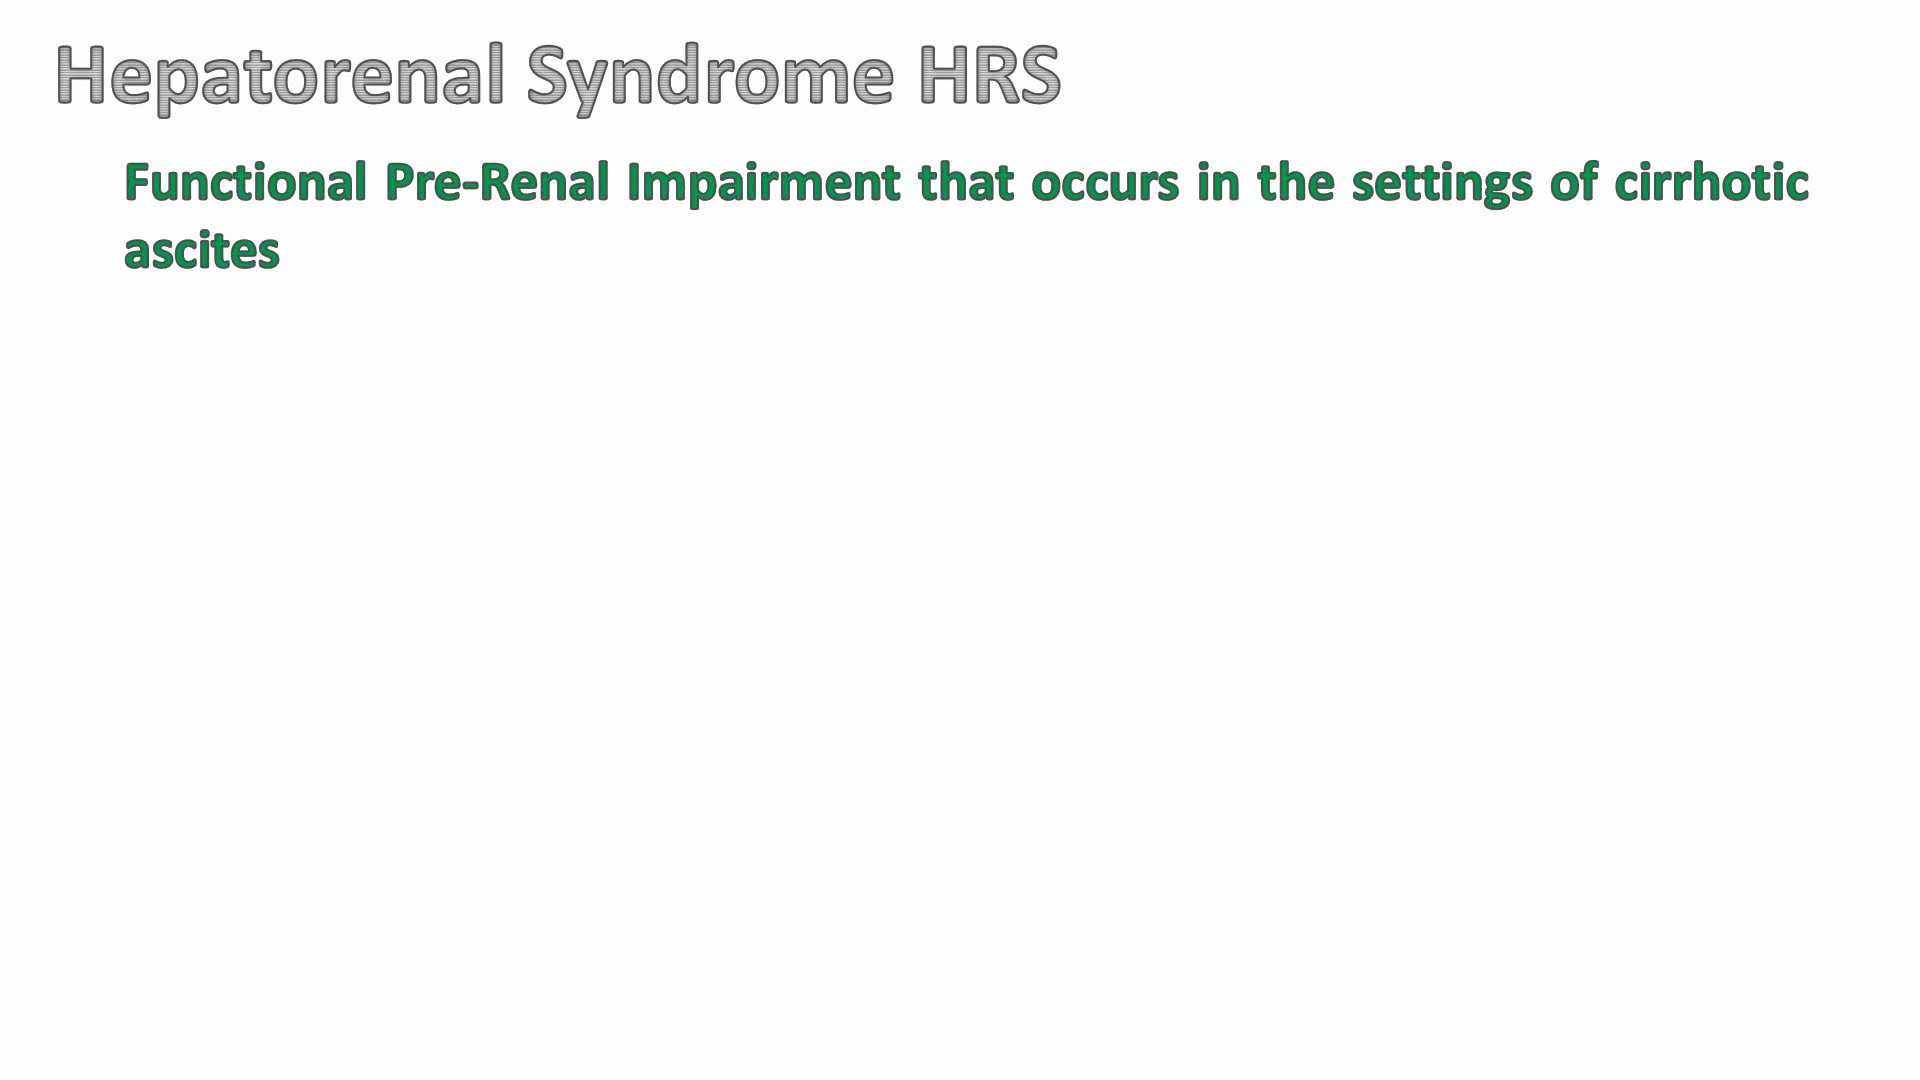 Hepatorenal Syndrome HRS
Functional Pre-Renal Impairment that occurs in the settings of cirrhotic
ascites